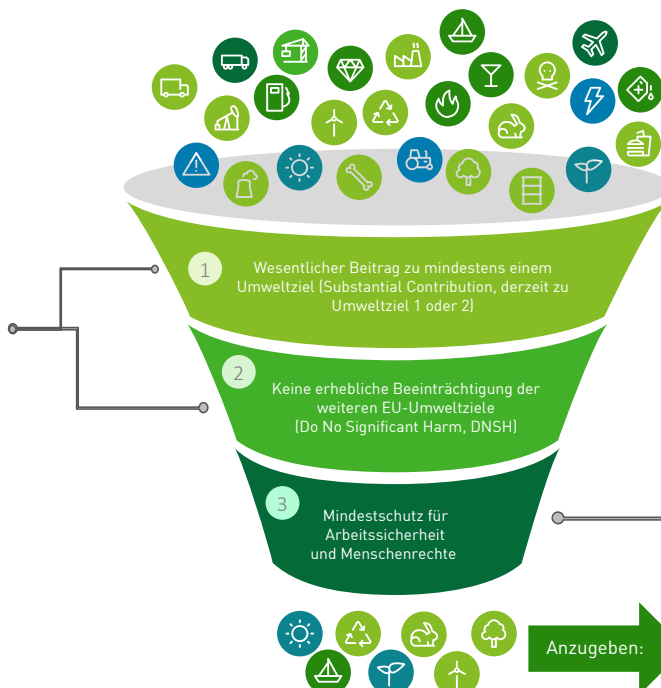 1
Wesentlicher Beitrag zu mindestens einem
Umweltziel (Substantial Contribution, derzeit zu
Umweltziel 1 oder 2)
2
Keine erhebliche Beeinträchtigung der
weiteren EU-Umweltziele
(Do No Significant Harm, DNSH)
3
Mindestschutz für
Arbeitssicherheit
und Menschenrechte
Anzugeben: